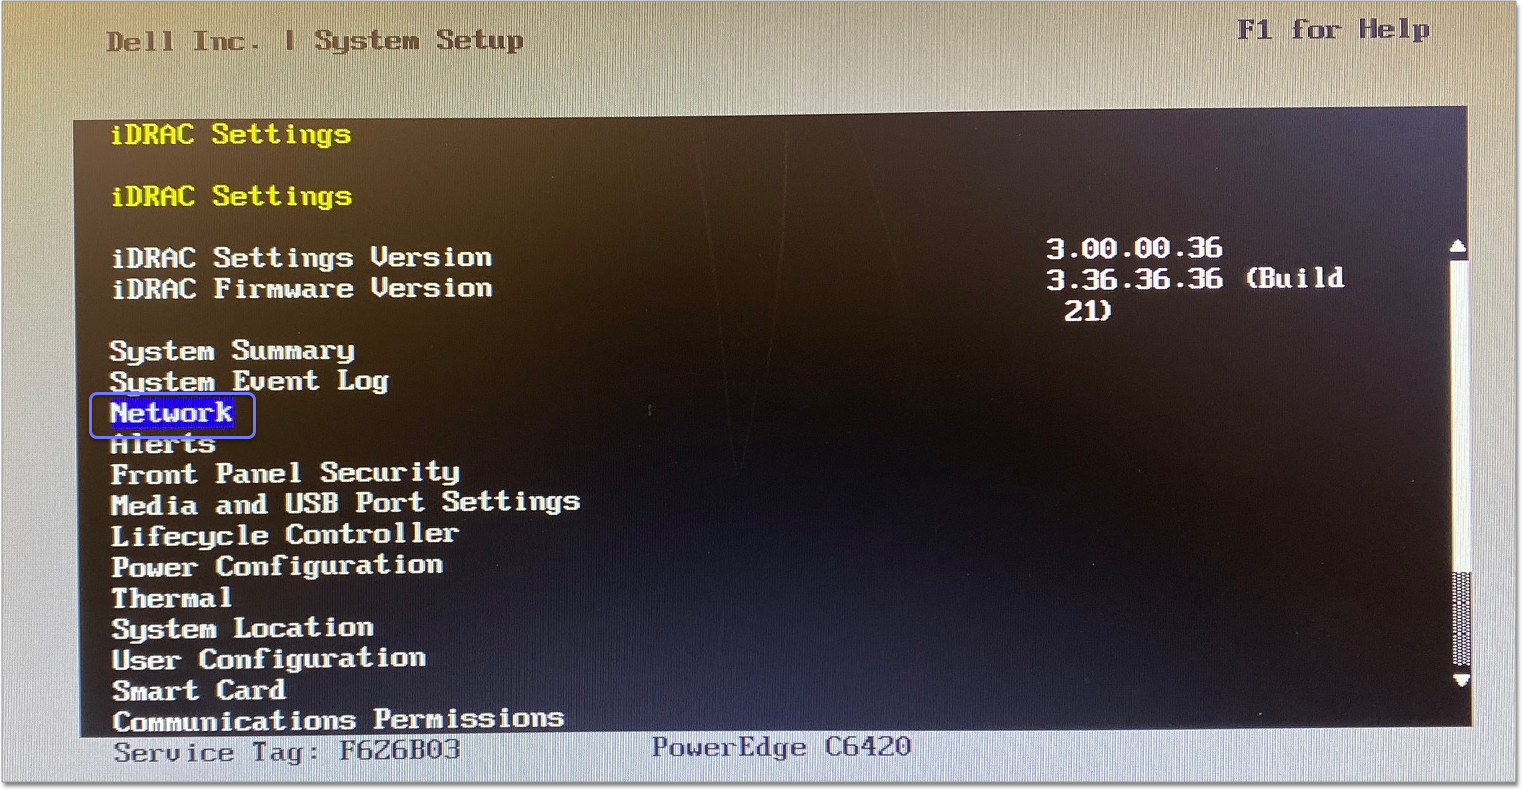 Dell Inc. | System Setup
F1 for Help
iDRAC Settings
iDRAC Settings
iDRAC Settings Version 3.00.00.36
iDRAC Firmware Version 3.36.36.36 (Build
21)
System Summary
System Event Log
Network
Alerts
Front Panel Security
Media and USB Port Settings
Lifecycle Controller
Power Configuration
Thermal
System Location
User Configuration
Smart Card
Communications Permissions
Service Tag: F6Z6B03 PowerEdge C6420